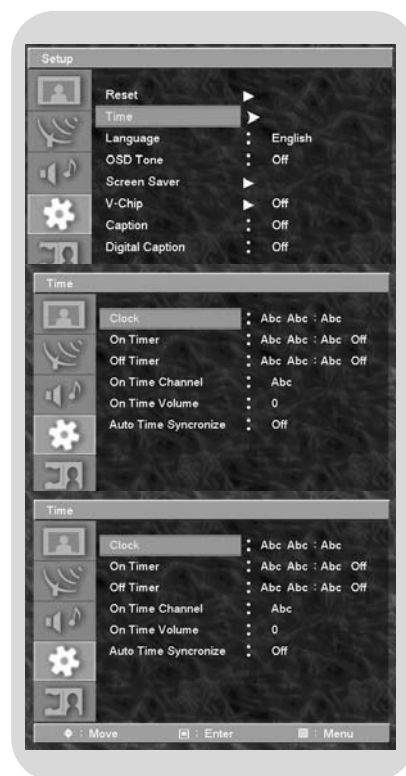 Setup
Reset
Time
Language : English
OSD Tone : Off
Screen Saver
V-Chip Off
Caption : Off
Digital Caption : Off
Time
Clock : Abc Abc : Abc
On Timer : Abc Abc : Abc Off
Off Timer : Abc Abc : Abc Off
On Time Channel : Abc
On Time Volume : 0
Auto Time Syncronize : Off
Time
Clock : Abc Abc : Abc
On Timer : Abc Abc : Abc Off
Off Timer : Abc Abc : Abc Off
On Time Channel : Abc
On Time Volume : 0
Auto Time Syncronize : Off
: Move : Enter : Menu